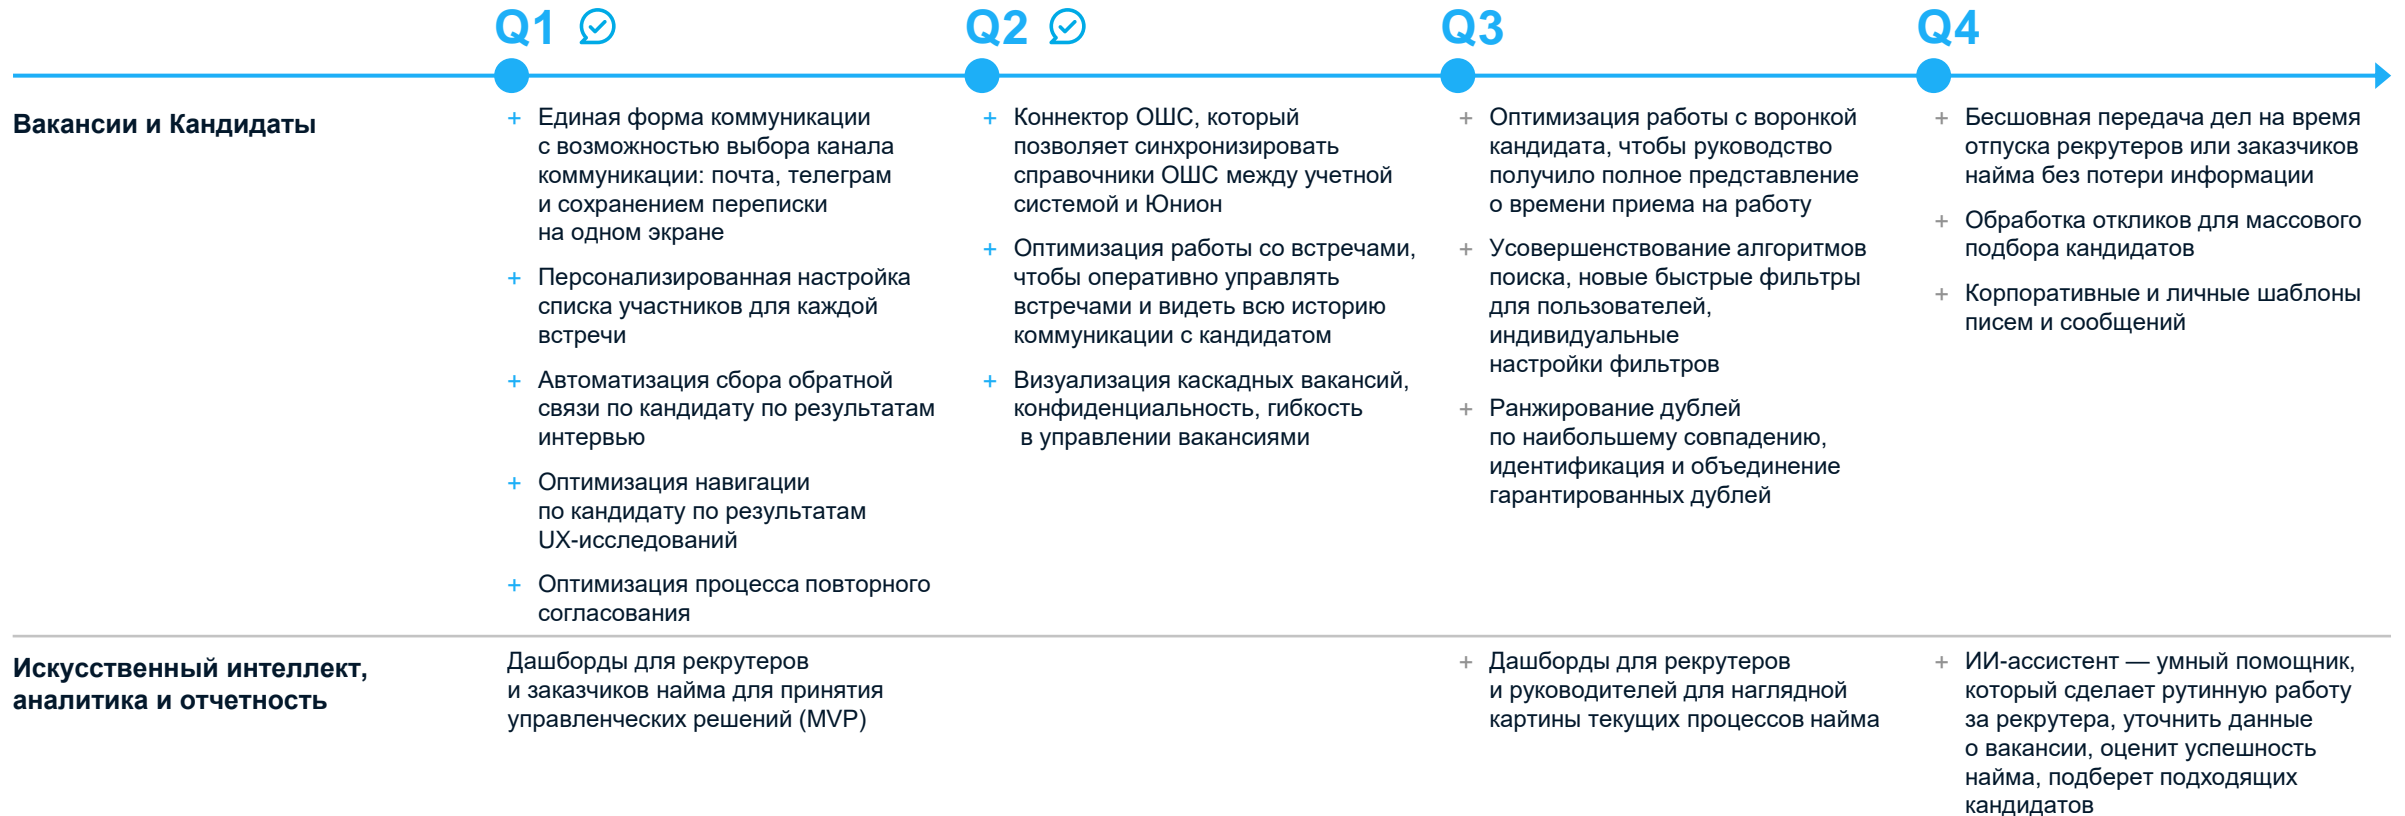 Q1
Q2
Q3
Q4
Вакансии и Кандидаты
+ Единая форма коммуникации
с возможностью выбора канала
коммуникации: почта, телеграм
и сохранением переписки
на одном экране
+ Персонализированная настройка
списка участников для каждой
встречи
+ Автоматизация сбора обратной
связи по кандидату по результатам
интервью
+ Оптимизация навигации
по кандидату по результатам
UX-исследований
+ Оптимизация процесса повторного
согласования
+ Коннектор ОШС, который
позволяет синхронизировать
справочники ОШС между учетной
системой и Юнион
+ Оптимизация работы со встречами,
чтобы оперативно управлять
встречами и видеть всю историю
коммуникации с кандидатом
+ Визуализация каскадных вакансий,
конфиденциальность, гибкость
в управлении вакансиями
+ Оптимизация работы с воронкой
кандидата, чтобы руководство
получило полное представление
о времени приема на работу
+ Усовершенствование алгоритмов
поиска, новые быстрые фильтры
для пользователей,
индивидуальные
настройки фильтров
+ Ранжирование дублей
по наибольшему совпадению,
идентификация и объединение
гарантированных дублей
+ Бесшовная передача дел на время
отпуска рекрутеров или заказчиков
найма без потери информации
+ Обработка откликов для массового
подбора кандидатов
+ Корпоративные и личные шаблоны
писем и сообщений
Искусственный интеллект,
аналитика и отчетность
Дашборды для рекрутеров
и заказчиков найма для принятия
управленческих решений (MVP)
+ Дашборды для рекрутеров
и руководителей для наглядной
картины текущих процессов найма
+ ИИ-ассистент — умный помощник,
который сделает рутинную работу
за рекрутера, уточнить данные
о вакансии, оценит успешность
найма, подберет подходящих
кандидатов